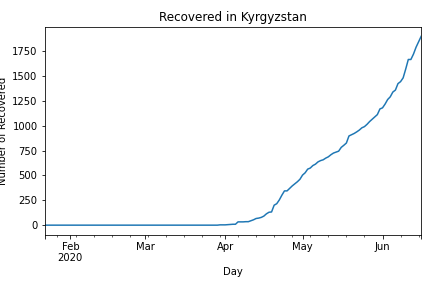 Recovered in Kyrgyzstan
Number of Recovered
1750
1500
1250
1000
750
500
250
0
Feb
2020
Mar
Apr
May
Jun
Day